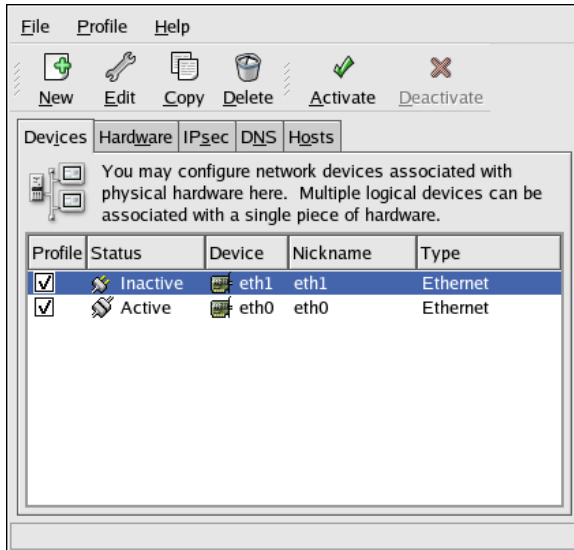 File Profile Help
New Edit Copy Delete Activate Deactivate
Devices Hardware IPsec DNS Hosts
You may configure network devices associated with
physical hardware here. Multiple logical devices can be
associated with a single piece of hardware.
Profile Status Device Nickname Type
Inactive eth1 eth1 Ethernet
Active eth0 eth0 Ethernet